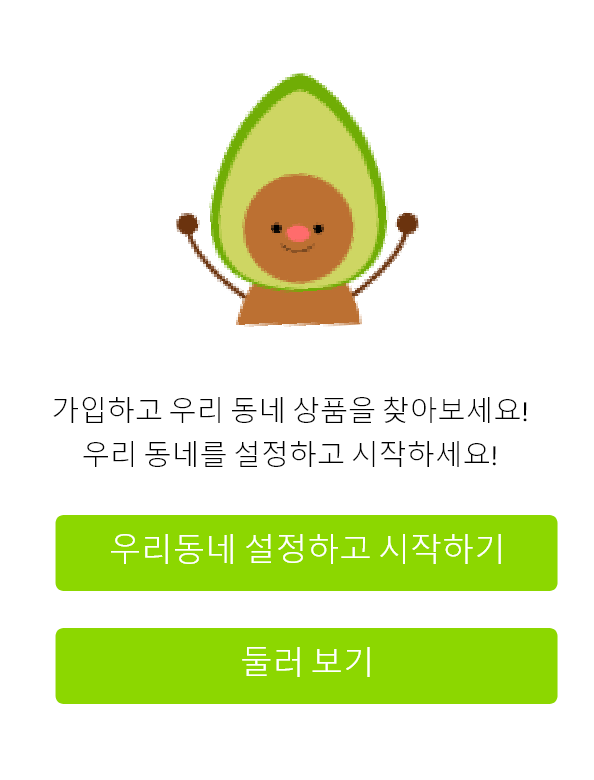 가입하고 우리 동네 상품을 찾아보세요!
우리 동네를 설정하고 시작하세요!
우리동네 설정하고 시작하기
둘러 보기